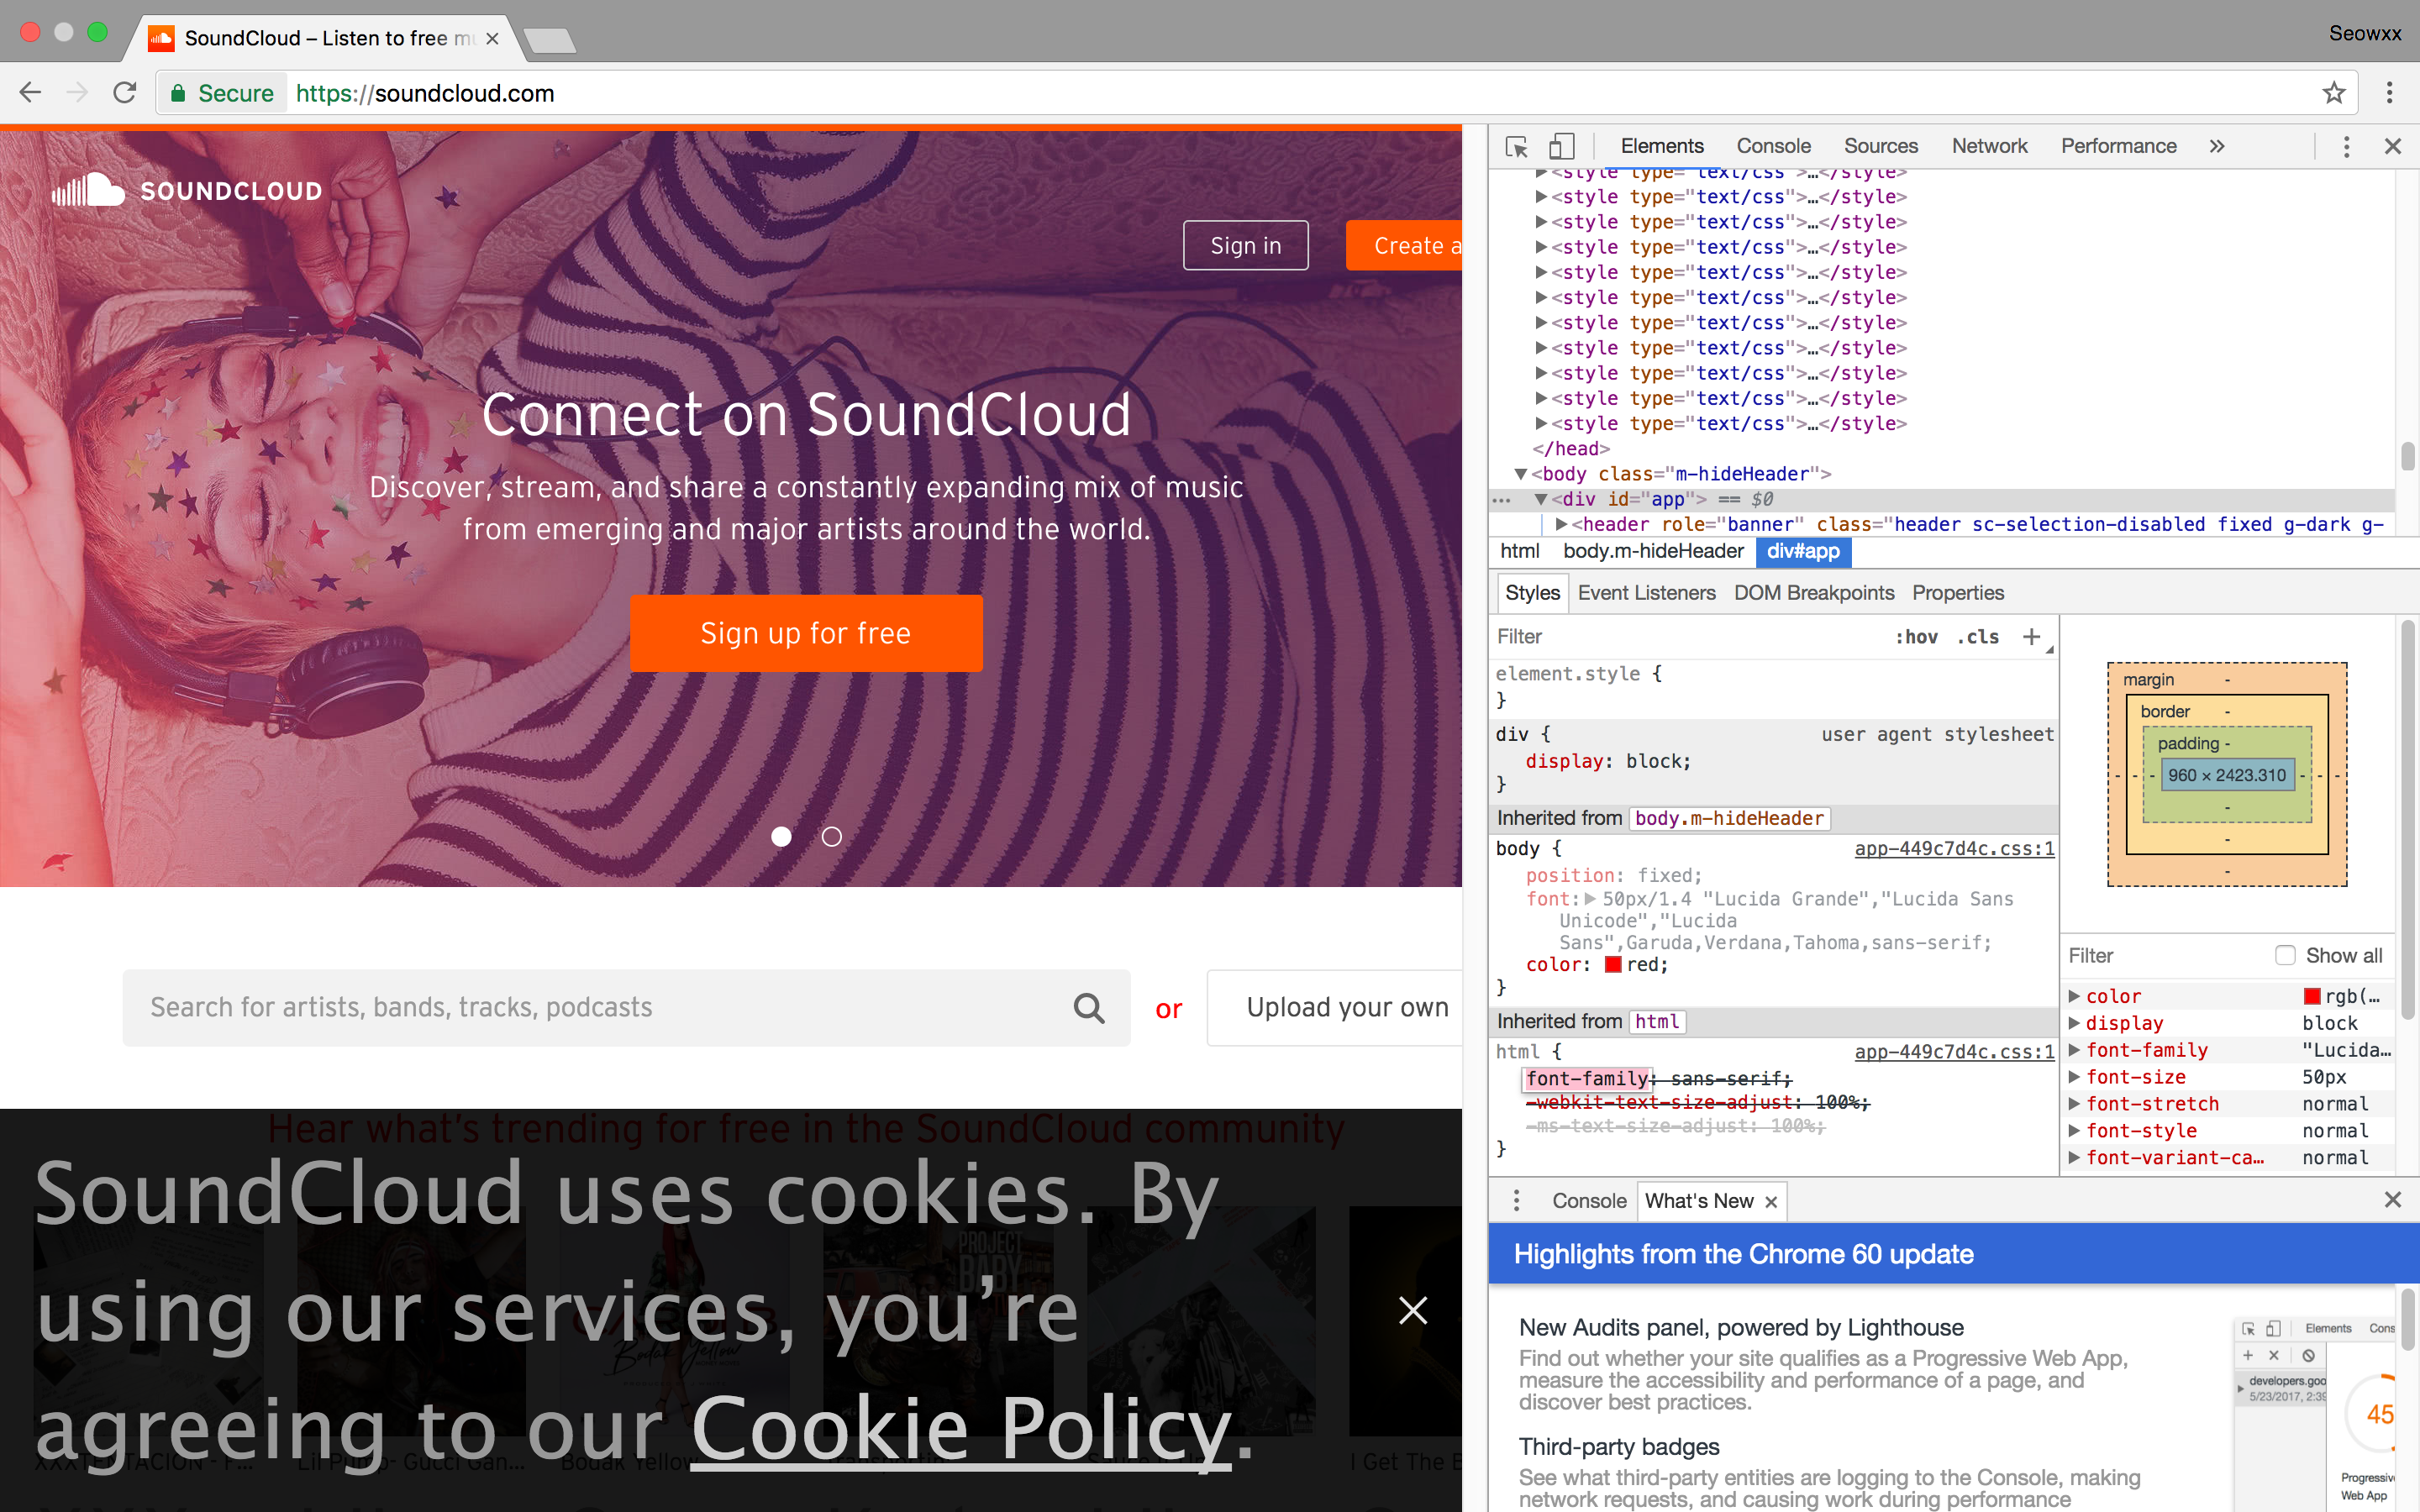 SoundCloud – Listen to free mu
Seowxx
Secure https://soundcloud.com
SOUNDCLOUD
Sign in
Create a
Connect on SoundCloud
Discover, stream, and share a constantly expanding mix of music
from emerging and major artists around the world.
Sign up for free
Search for artists, bands, tracks, podcasts
or
Upload your own
Hear what's trending for free in the SoundCloud community
SoundCloud uses cookies. By
using our services, you're
agreeing to our Cookie Policy.
PROJECT
BABY
Bodak Yellow
XXXTENTACION - F...
Lil Pump- Gucci Gan...
Bodak Yellow
I Get The B
Elements Console Sources Network Performance »
<style type="text/css">…</style>
<style type="text/css">…</style>
<style type="text/css">…</style>
<style type="text/css">…</style>
<style type="text/css">…</style>
<style type="text/css">…</style>
<style type="text/css">…</style>
<style type="text/css">…</style>
<style type="text/css">…</style>
<style type="text/css">…</style>
<style type="text/css">…</style>
</head>
<body class="m-hideHeader">
… <div id="app"> == $0
<header role="banner" class="header sc-selection-disabled fixed g-dark g-
html body.m-hideHeader div#app
Styles Event Listeners DOM Breakpoints Properties
Filter :hov .cls +
element.style {
}
div { user agent stylesheet
display: block;
}
Inherited from body.m-hideHeader
body { app-449c7d4c.css:1
position: fixed;
font: 50px/1.4 "Lucida Grande","Lucida Sans
Unicode","Lucida
Sans",Garuda,Verdana,Tahoma,sans-serif;
color: red;
}
Inherited from html
html { app-449c7d4c.css:1
font-family: sans-serif;
-webkit-text-size-adjust: 100%;
-ms-text-size-adjust: 100%;
}
margin -
border -
padding -
- - - 960 × 2423.310 - - -
-
-
-
Filter Show all
color rgb(…
display block
font-family "Lucida…
font-size 50px
font-stretch normal
font-style normal
font-variant-ca… normal
Console What's New ×
Highlights from the Chrome 60 update
New Audits panel, powered by Lighthouse
Find out whether your site qualifies as a Progressive Web App,
measure the accessibility and performance of a page, and
discover best practices.
Third-party badges
See what third-party entities are logging to the Console, making
network requests, and causing work during performance
Elements Cons
developers.goo
5/23/2017, 2:39
45
Progressiv
Web App